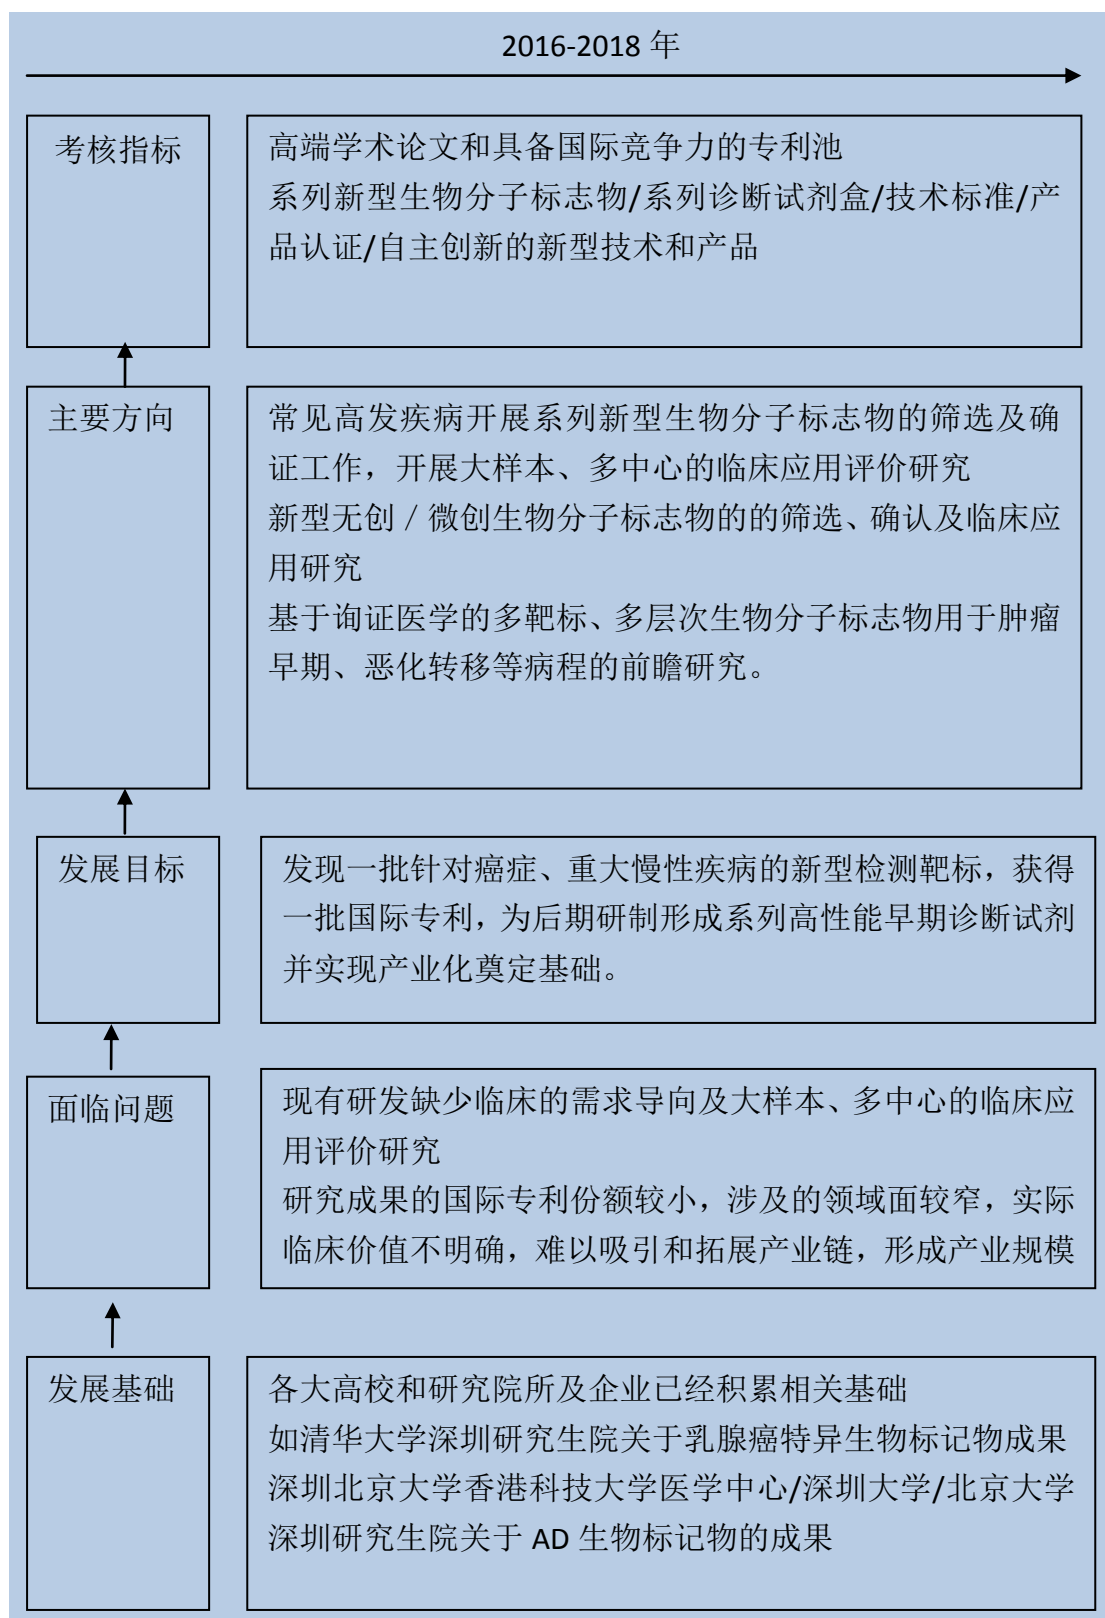 2016-2018 年
考核指标
高端学术论文和具备国际竞争力的专利池
系列新型生物分子标志物/系列诊断试剂盒/技术标准/产
品认证/自主创新的新型技术和产品
主要方向
常见高发疾病开展系列新型生物分子标志物的筛选及确
证工作，开展大样本、多中心的临床应用评价研究
新型无创／微创生物分子标志物的的筛选、确认及临床应
用研究
基于询证医学的多靶标、多层次生物分子标志物用于肿瘤
早期、恶化转移等病程的前瞻研究。
发展目标
发现一批针对癌症、重大慢性疾病的新型检测靶标，获得
一批国际专利，为后期研制形成系列高性能早期诊断试剂
并实现产业化奠定基础。
面临问题
现有研发缺少临床的需求导向及大样本、多中心的临床应
用评价研究
研究成果的国际专利份额较小，涉及的领域面较窄，实际
临床价值不明确，难以吸引和拓展产业链，形成产业规模
发展基础
各大高校和研究院所及企业已经积累相关基础
如清华大学深圳研究生院关于乳腺癌特异生物标记物成果
深圳北京大学香港科技大学医学中心/深圳大学/北京大学
深圳研究生院关于 AD 生物标记物的成果